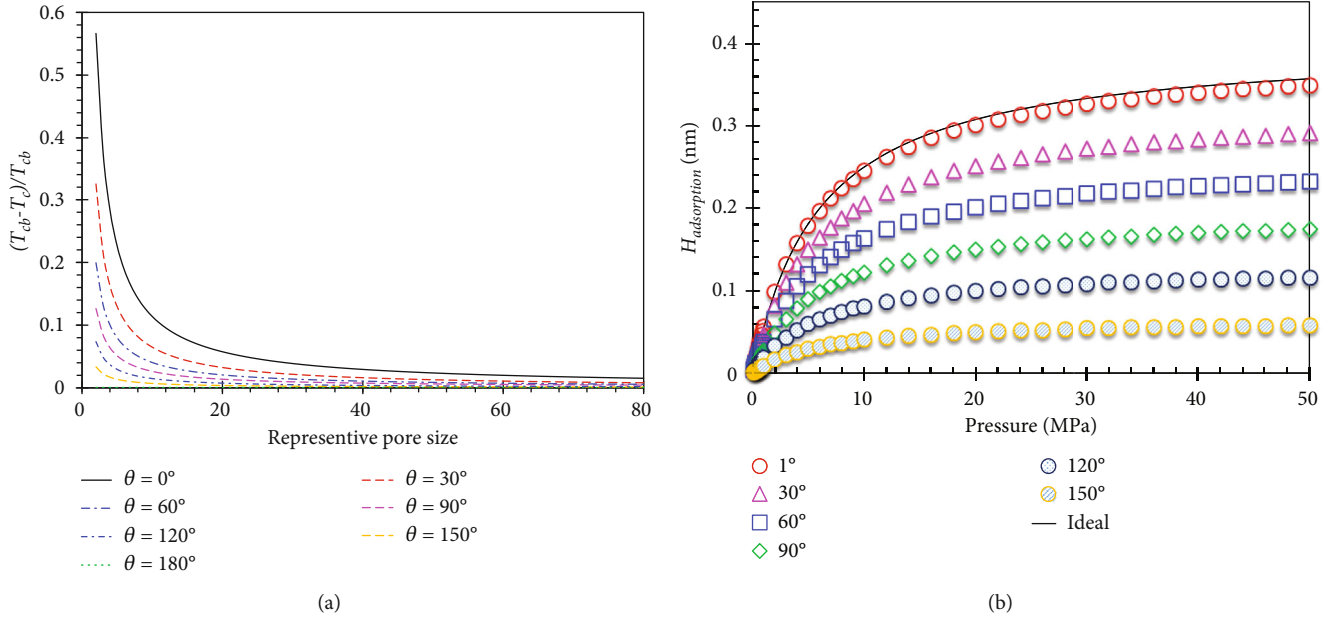 0.6
0.5
0.4
0.3
0.2
0.1
0
(T_cb-T_c)/T_cb
0 20 40 60 80
Representive pore size
θ = 0°
θ = 30°
θ = 60°
θ = 90°
θ = 120°
θ = 150°
θ = 180°
(a)
0.4
0.3
0.2
0.1
0
H_adsorption (nm)
0 10 20 30 40 50
Pressure (MPa)
1°
30°
60°
90°
120°
150°
Ideal
(b)